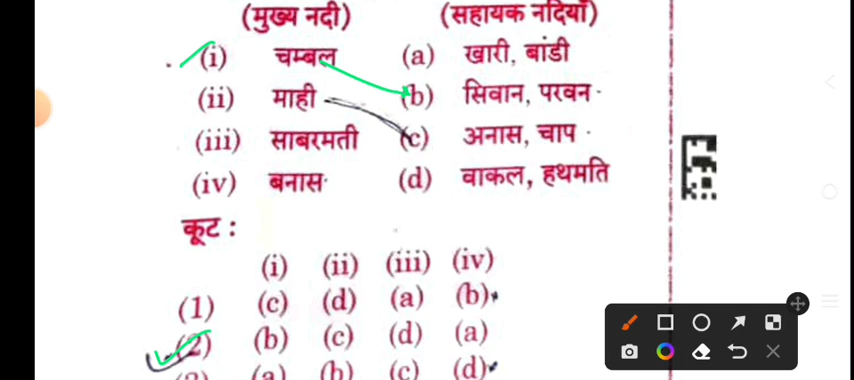 (मुख्य नदी) (सहायक नदियाँ)
(i) चम्बल (a) खारी, बांडी
(ii) माही (b) सिवान, परवन
(iii) साबरमती (c) अनास, चाप
(iv) बनास (d) वाकल, हथमति
कूट :
(i) (ii) (iii) (iv)
(1) (c) (d) (a) (b)
(2) (b) (c) (d) (a)
(3) (a) (b) (c) (d)